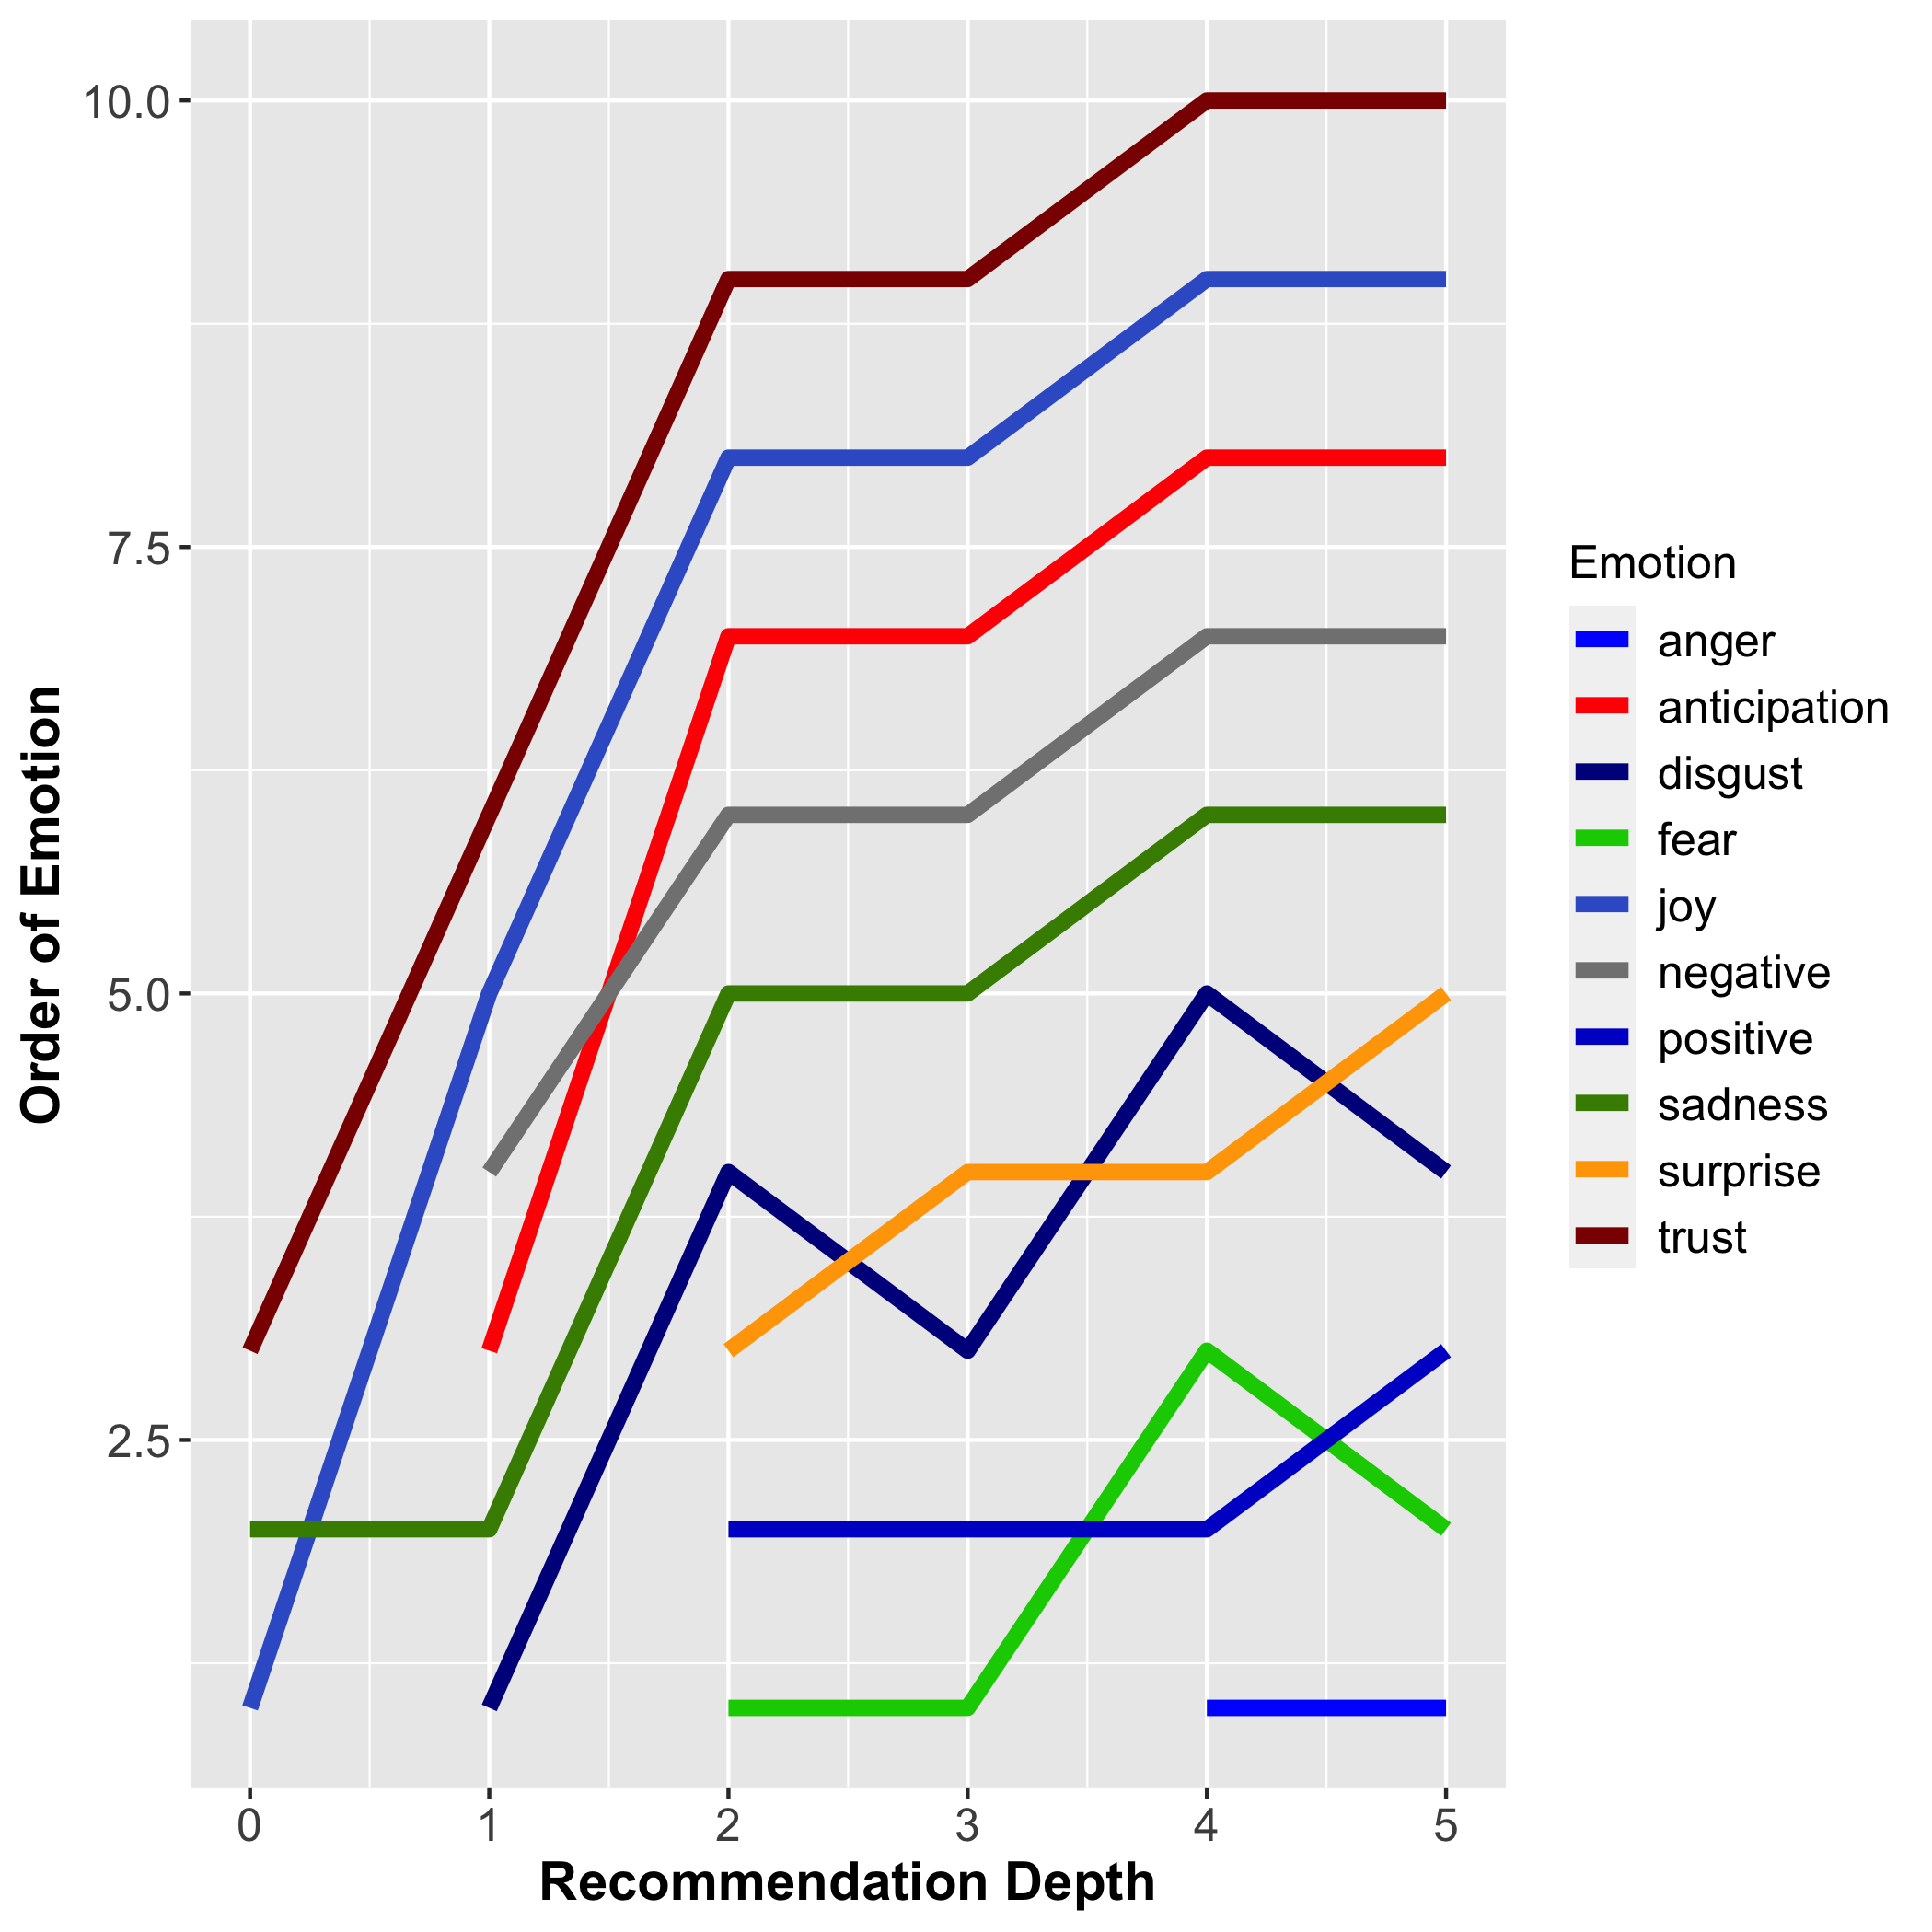 10.0
7.5
5.0
2.5
Order of Emotion
0 1 2 3 4 5
Recommendation Depth
Emotion
anger
anticipation
disgust
fear
joy
negative
positive
sadness
surprise
trust